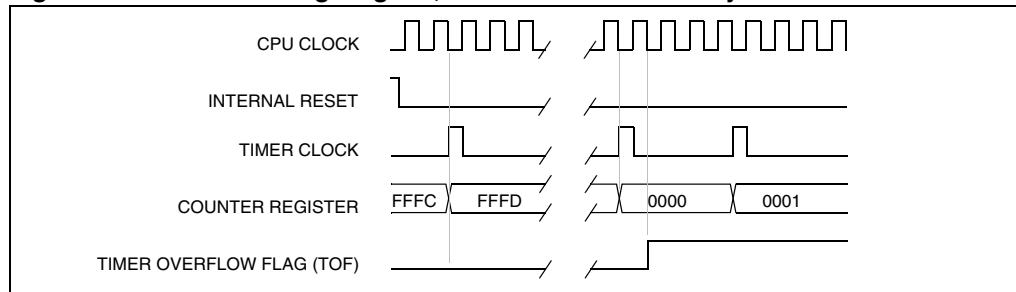 CPU CLOCK
INTERNAL RESET
TIMER CLOCK
COUNTER REGISTER FFFC FFFD 0000 0001
TIMER OVERFLOW FLAG (TOF)